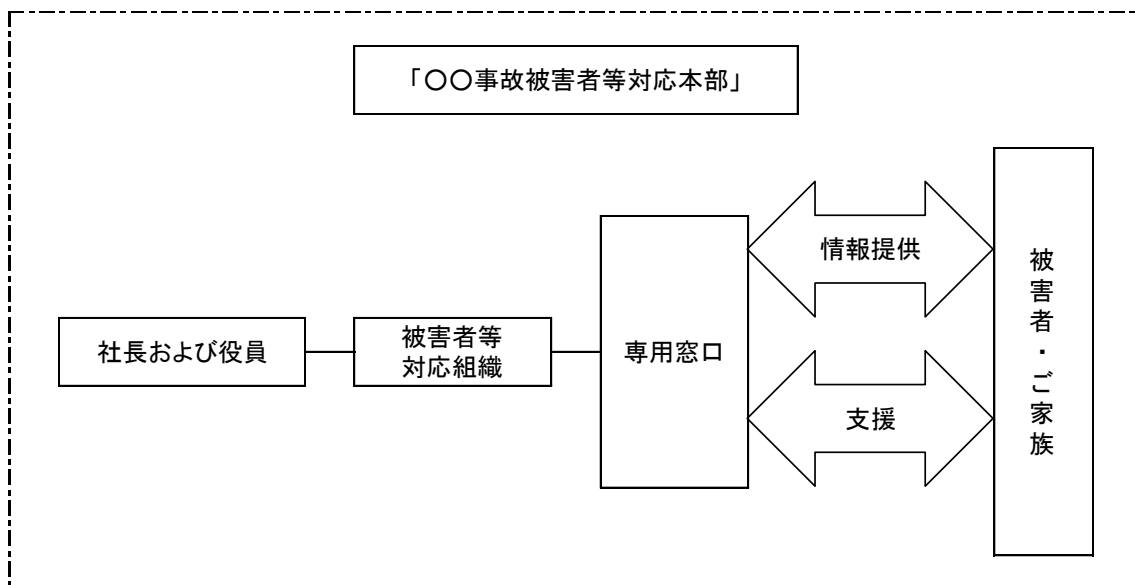 「〇〇事故被害者等対応本部」
社長および役員
被害者等
対応組織
専用窓口
情報提供
支援
被害者・ご家族